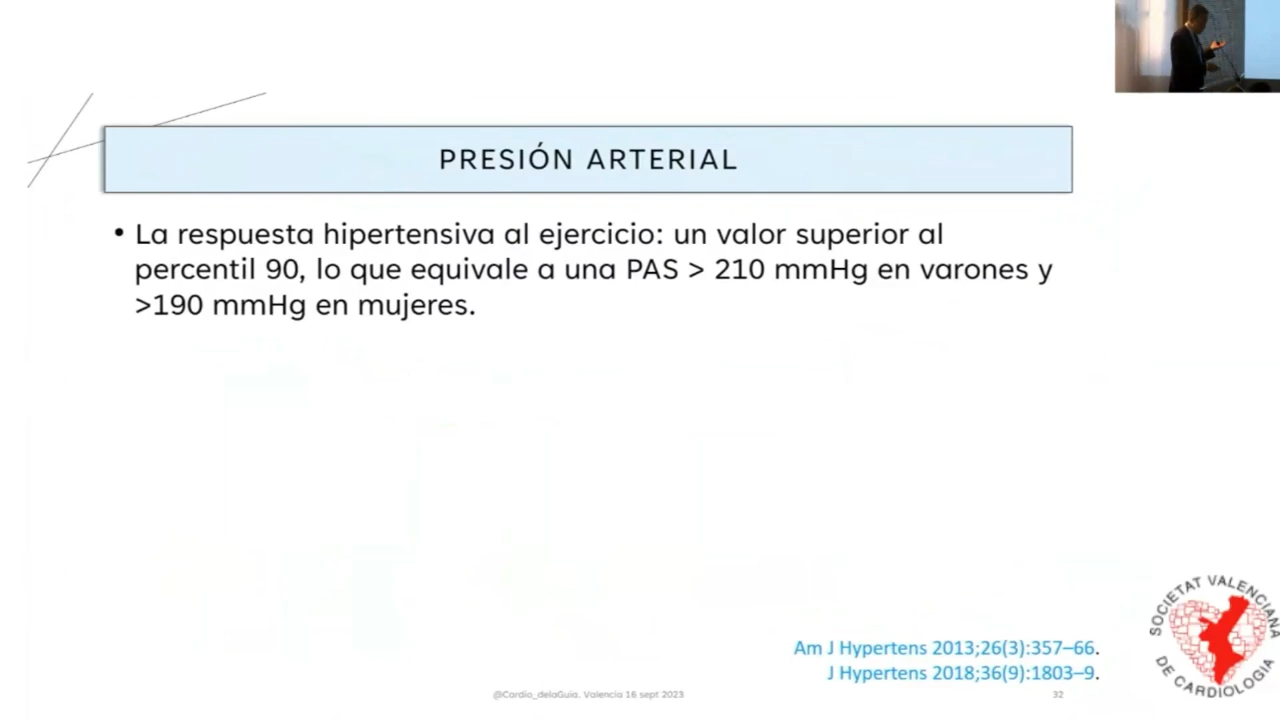 PRESIÓN ARTERIAL
• La respuesta hipertensiva al ejercicio: un valor superior al
percentil 90, lo que equivale a una PAS > 210 mmHg en varones y
>190 mmHg en mujeres.
Am J Hypertens 2013;26(3):357–66.
J Hypertens 2018;36(9):1803–9.
@Cardio_delaGuia. Valencia 16 sept 2023
32
SOCIETAT VALENCIANA
DE CARDIOLOGIA